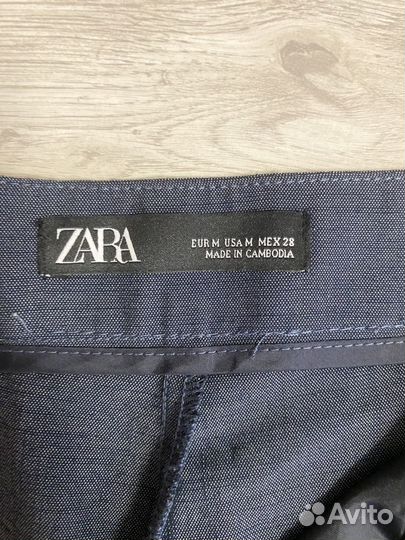 ZARA
EUR M USA M MEX 28
MADE IN CAMBODIA
Avito